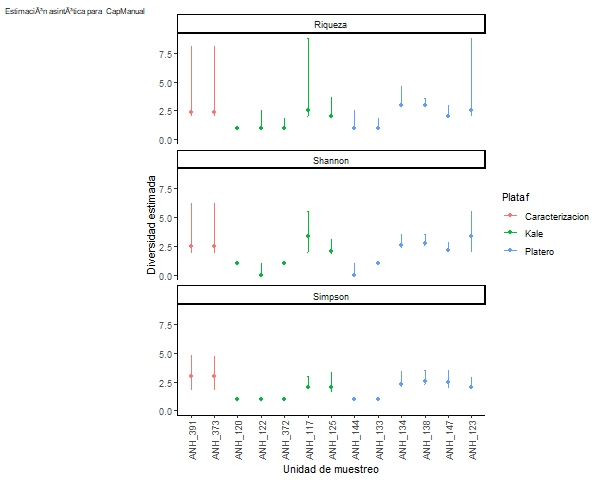 EstimaciÃ³n asintÃ³tica para CapManual
Riqueza
7.5
5.0
2.5
0.0
Shannon
7.5
5.0
2.5
0.0
Simpson
7.5
5.0
2.5
0.0
Diversidad estimada
ANH_391
ANH_373
ANH_120
ANH_122
ANH_372
ANH_117
ANH_125
ANH_144
ANH_133
ANH_134
ANH_138
ANH_147
ANH_123
Unidad de muestreo
Plataf
Caracterizacion
Kale
Platero